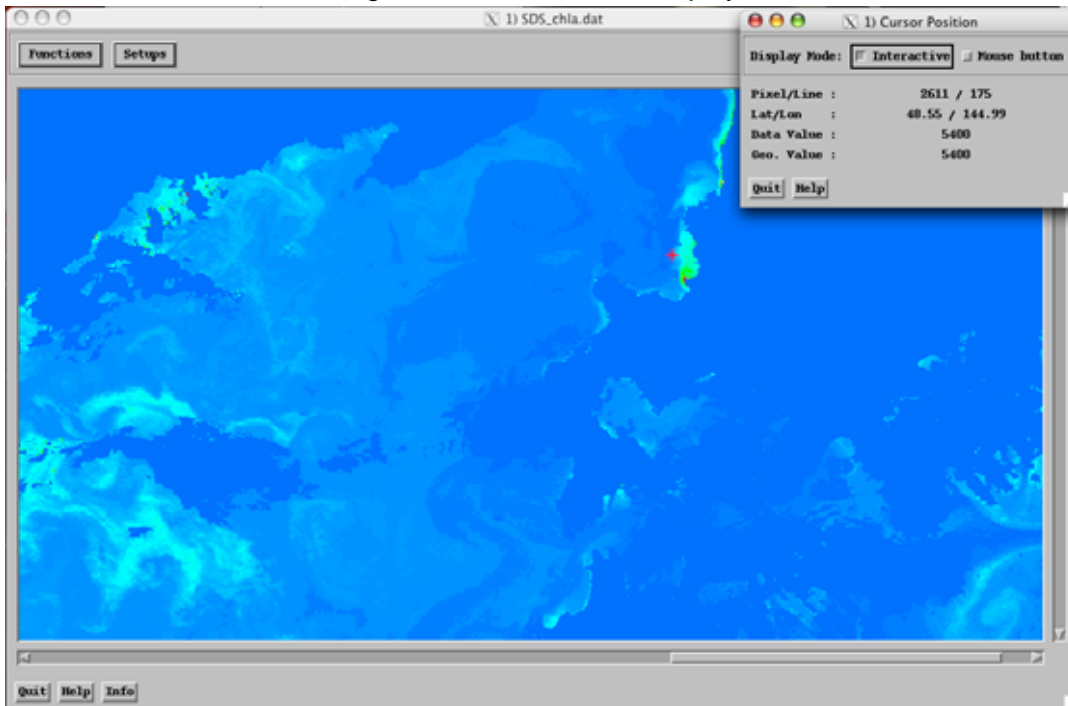 1) SDS_chla.dat
1) Cursor Position
Functions Setups
Display Mode: Interactive Mouse button
Pixel/Line : 2611 / 175
Lat/Lon : 48.55 / 144.99
Data Value : 5400
Geo. Value : 5400
Quit Help
Quit Help Info